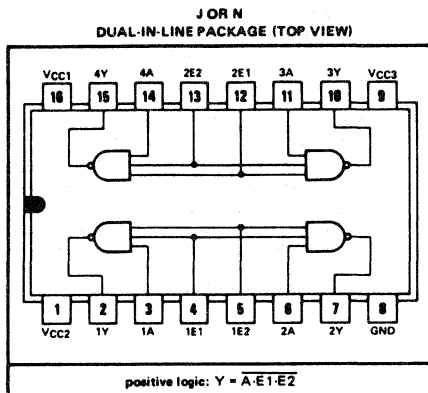 J OR N
DUAL-IN-LINE PACKAGE (TOP VIEW)
VCC1 4Y 4A 2E2 2E1 3A 3Y VCC3
16 15 14 13 12 11 10 9
1 2 3 4 5 6 7 8
VCC2 1Y 1A 1E1 1E2 2A 2Y GND
positive logic: Y = A·E1·E2